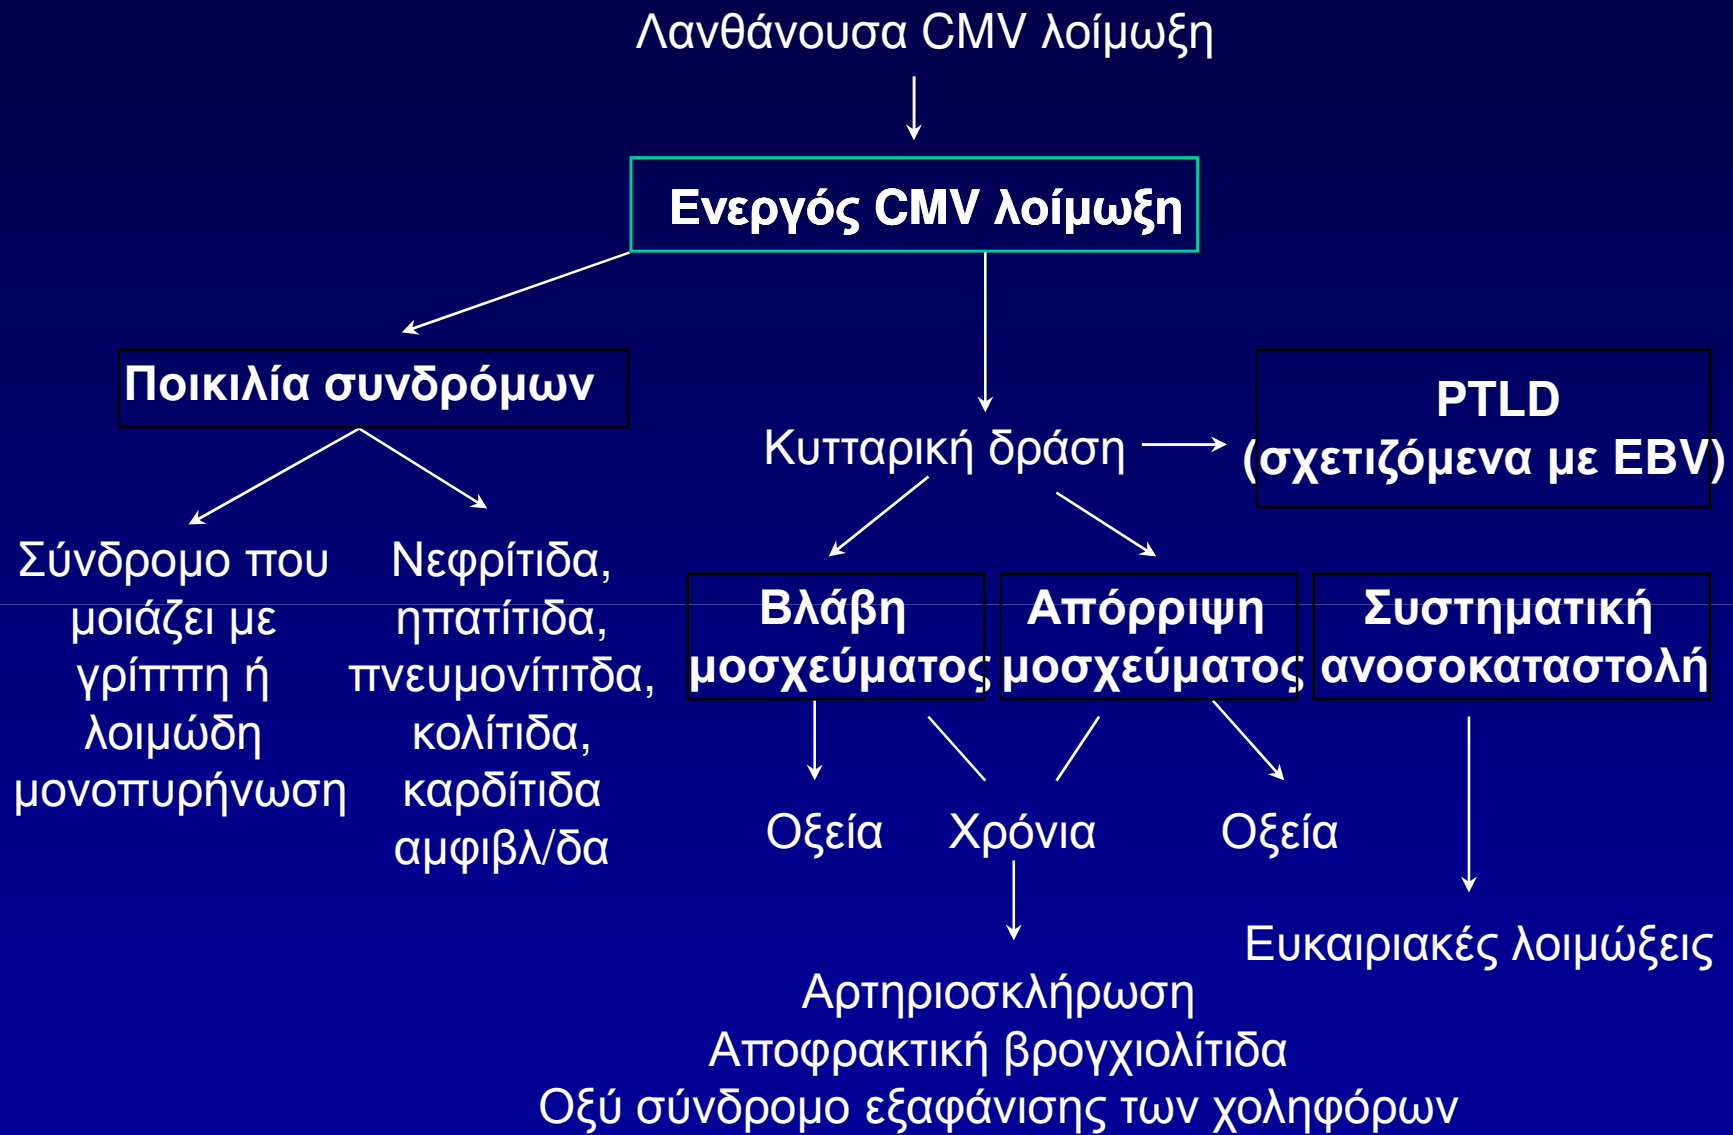 Λανθάνουσα CMV λοίμωξη
Ενεργός CMV λοίμωξη
Ποικιλία συνδρόμων
Κυτταρική δράση
PTLD
(σχετιζόμενα με EBV)
Σύνδρομο που
μοιάζει με
γρίππη ή
λοιμώδη
μονοπυρήνωση
Νεφρίτιδα,
ηπατίτιδα,
πνευμονίτιτδα,
κολίτιδα,
καρδίτιδα
αμφιβλ/δα
Βλάβη
μοσχεύματος
Απόρριψη
μοσχεύματος
Συστηματική
ανοσοκαταστολή
Οξεία
Χρόνια
Οξεία
Ευκαιριακές λοιμώξεις
Αρτηριοσκλήρωση
Αποφρακτική βρογχιολίτιδα
Οξύ σύνδρομο εξαφάνισης των χοληφόρων